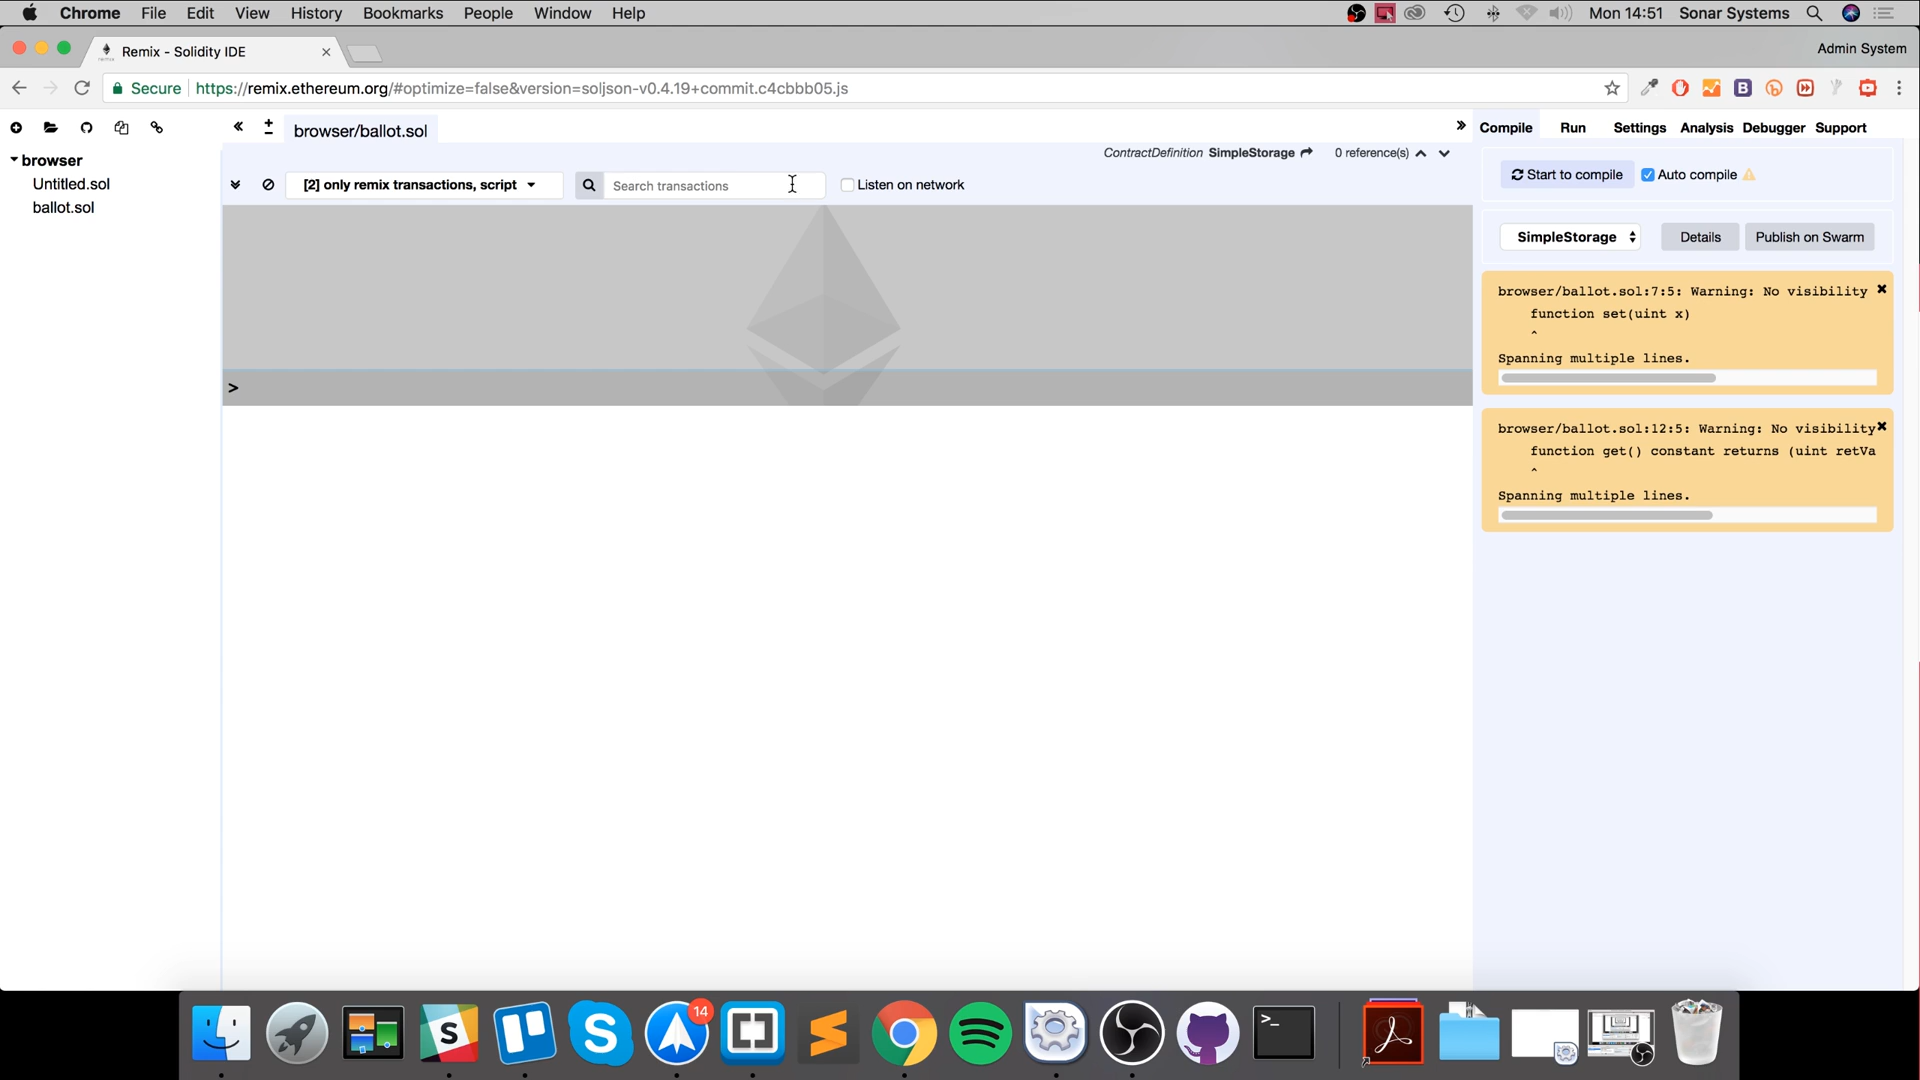 Chrome File Edit View History Bookmarks People Window Help Mon 14:51 Sonar Systems
Remix - Solidity IDE Admin System
Secure https://remix.ethereum.org/#optimize=false&version=soljson-v0.4.19+commit.c4cbbb05.js
browser/ballot.sol Compile Run Settings Analysis Debugger Support
browser
Untitled.sol
ballot.sol
ContractDefinition SimpleStorage 0 reference(s)
[2] only remix transactions, script Search transactions Listen on network
>
Start to compile Auto compile
SimpleStorage Details Publish on Swarm
browser/ballot.sol:7:5: Warning: No visibility
function set(uint x)
^
Spanning multiple lines.
browser/ballot.sol:12:5: Warning: No visibility
function get() constant returns (uint retVa
^
Spanning multiple lines.
14
S
S
>_